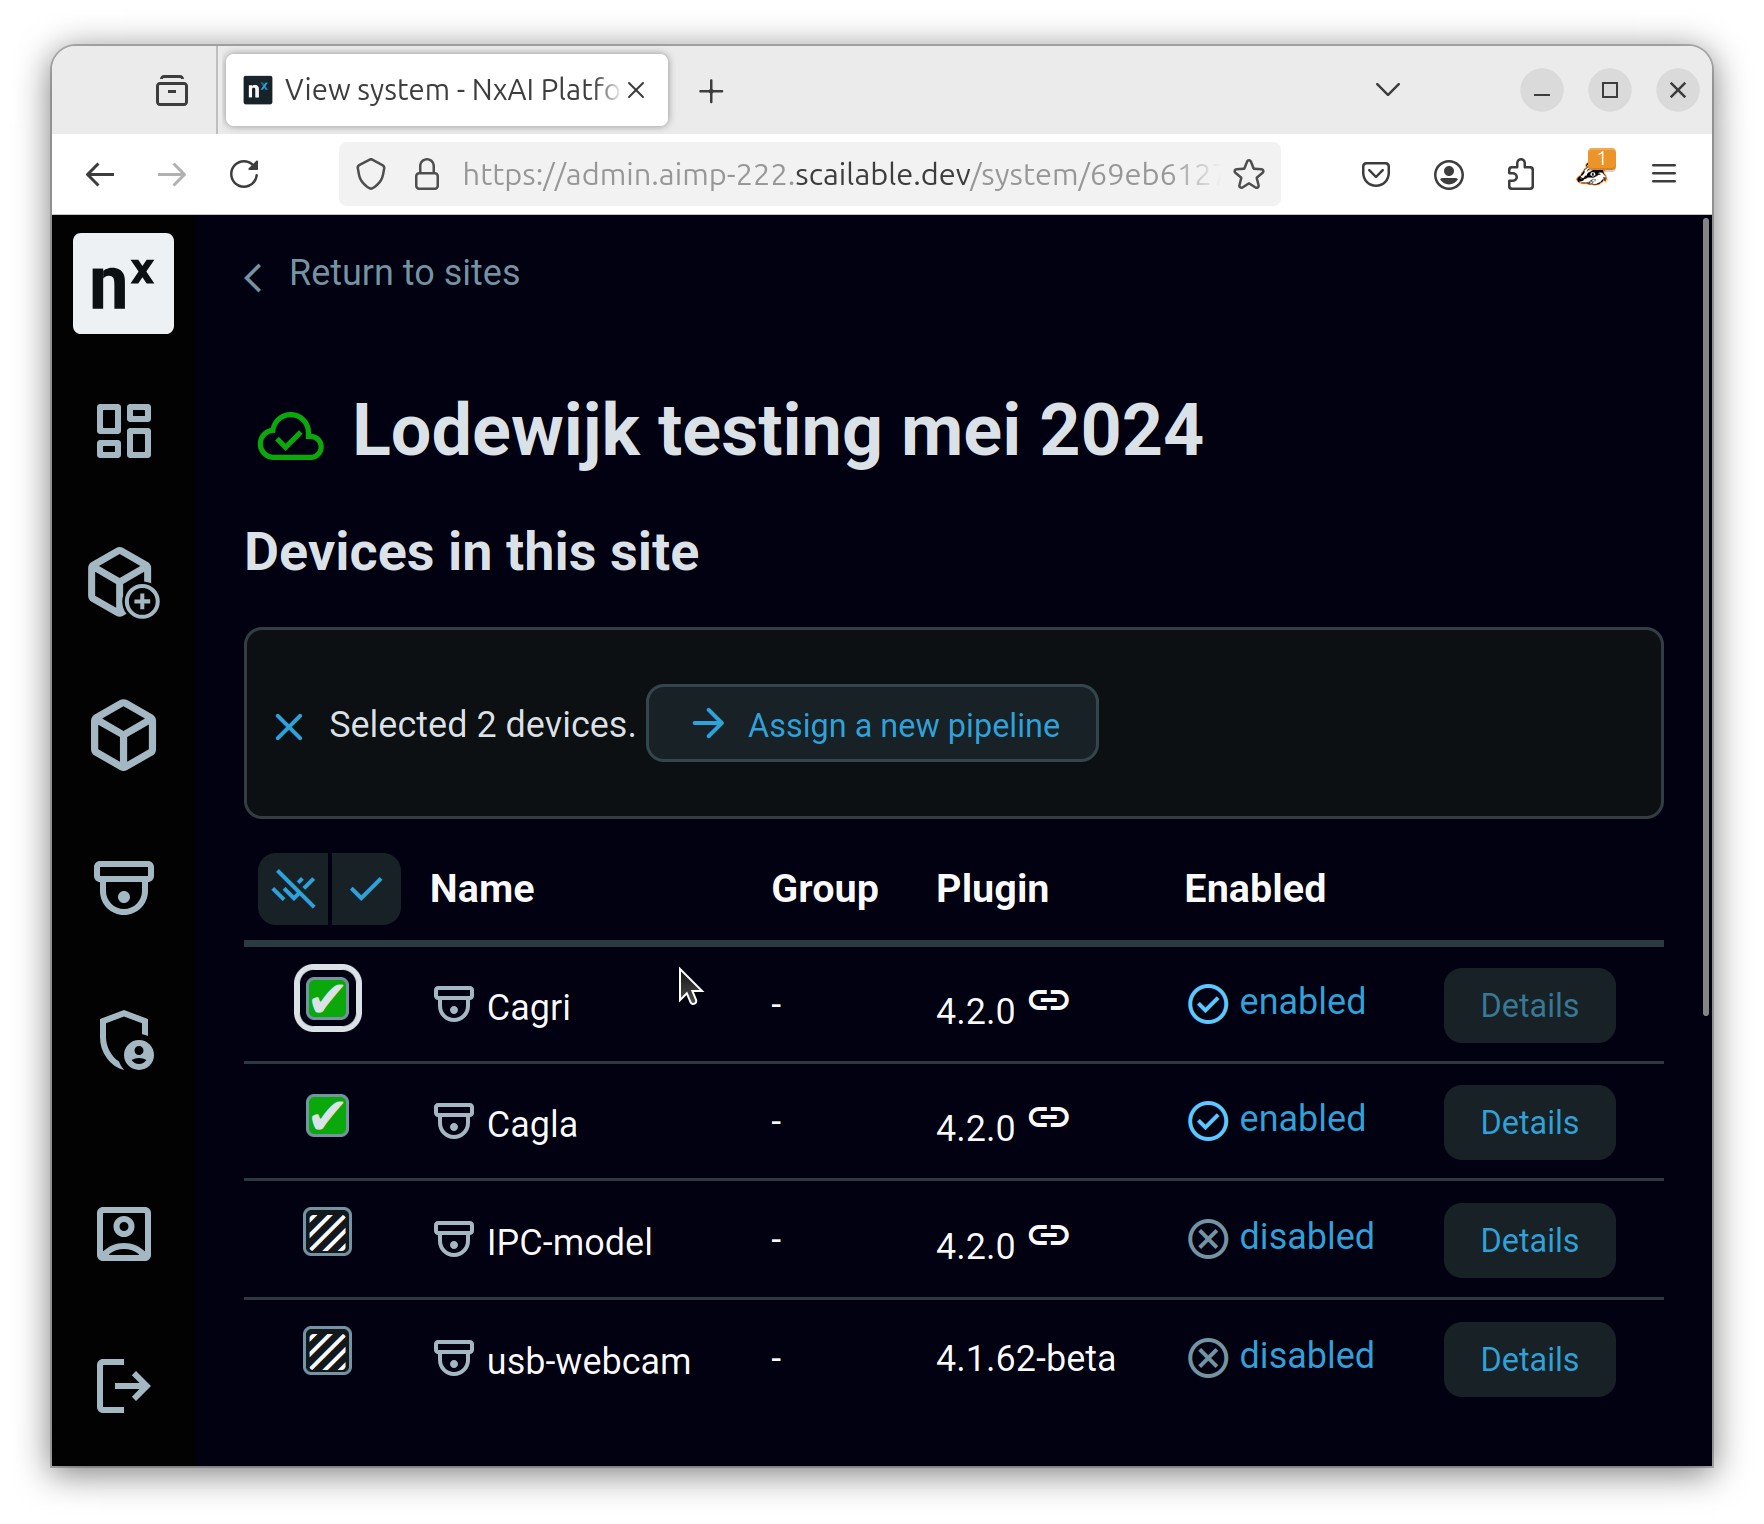 View system - NxAI Platfo
https://admin.aimp-222.scailable.dev/system/69eb612
1
nx
Return to sites
Lodewijk testing mei 2024
Devices in this site
Selected 2 devices. Assign a new pipeline
Name Group Plugin Enabled
Cagri - 4.2.0 enabled Details
Cagla - 4.2.0 enabled Details
IPC-model - 4.2.0 disabled Details
usb-webcam - 4.1.62-beta disabled Details